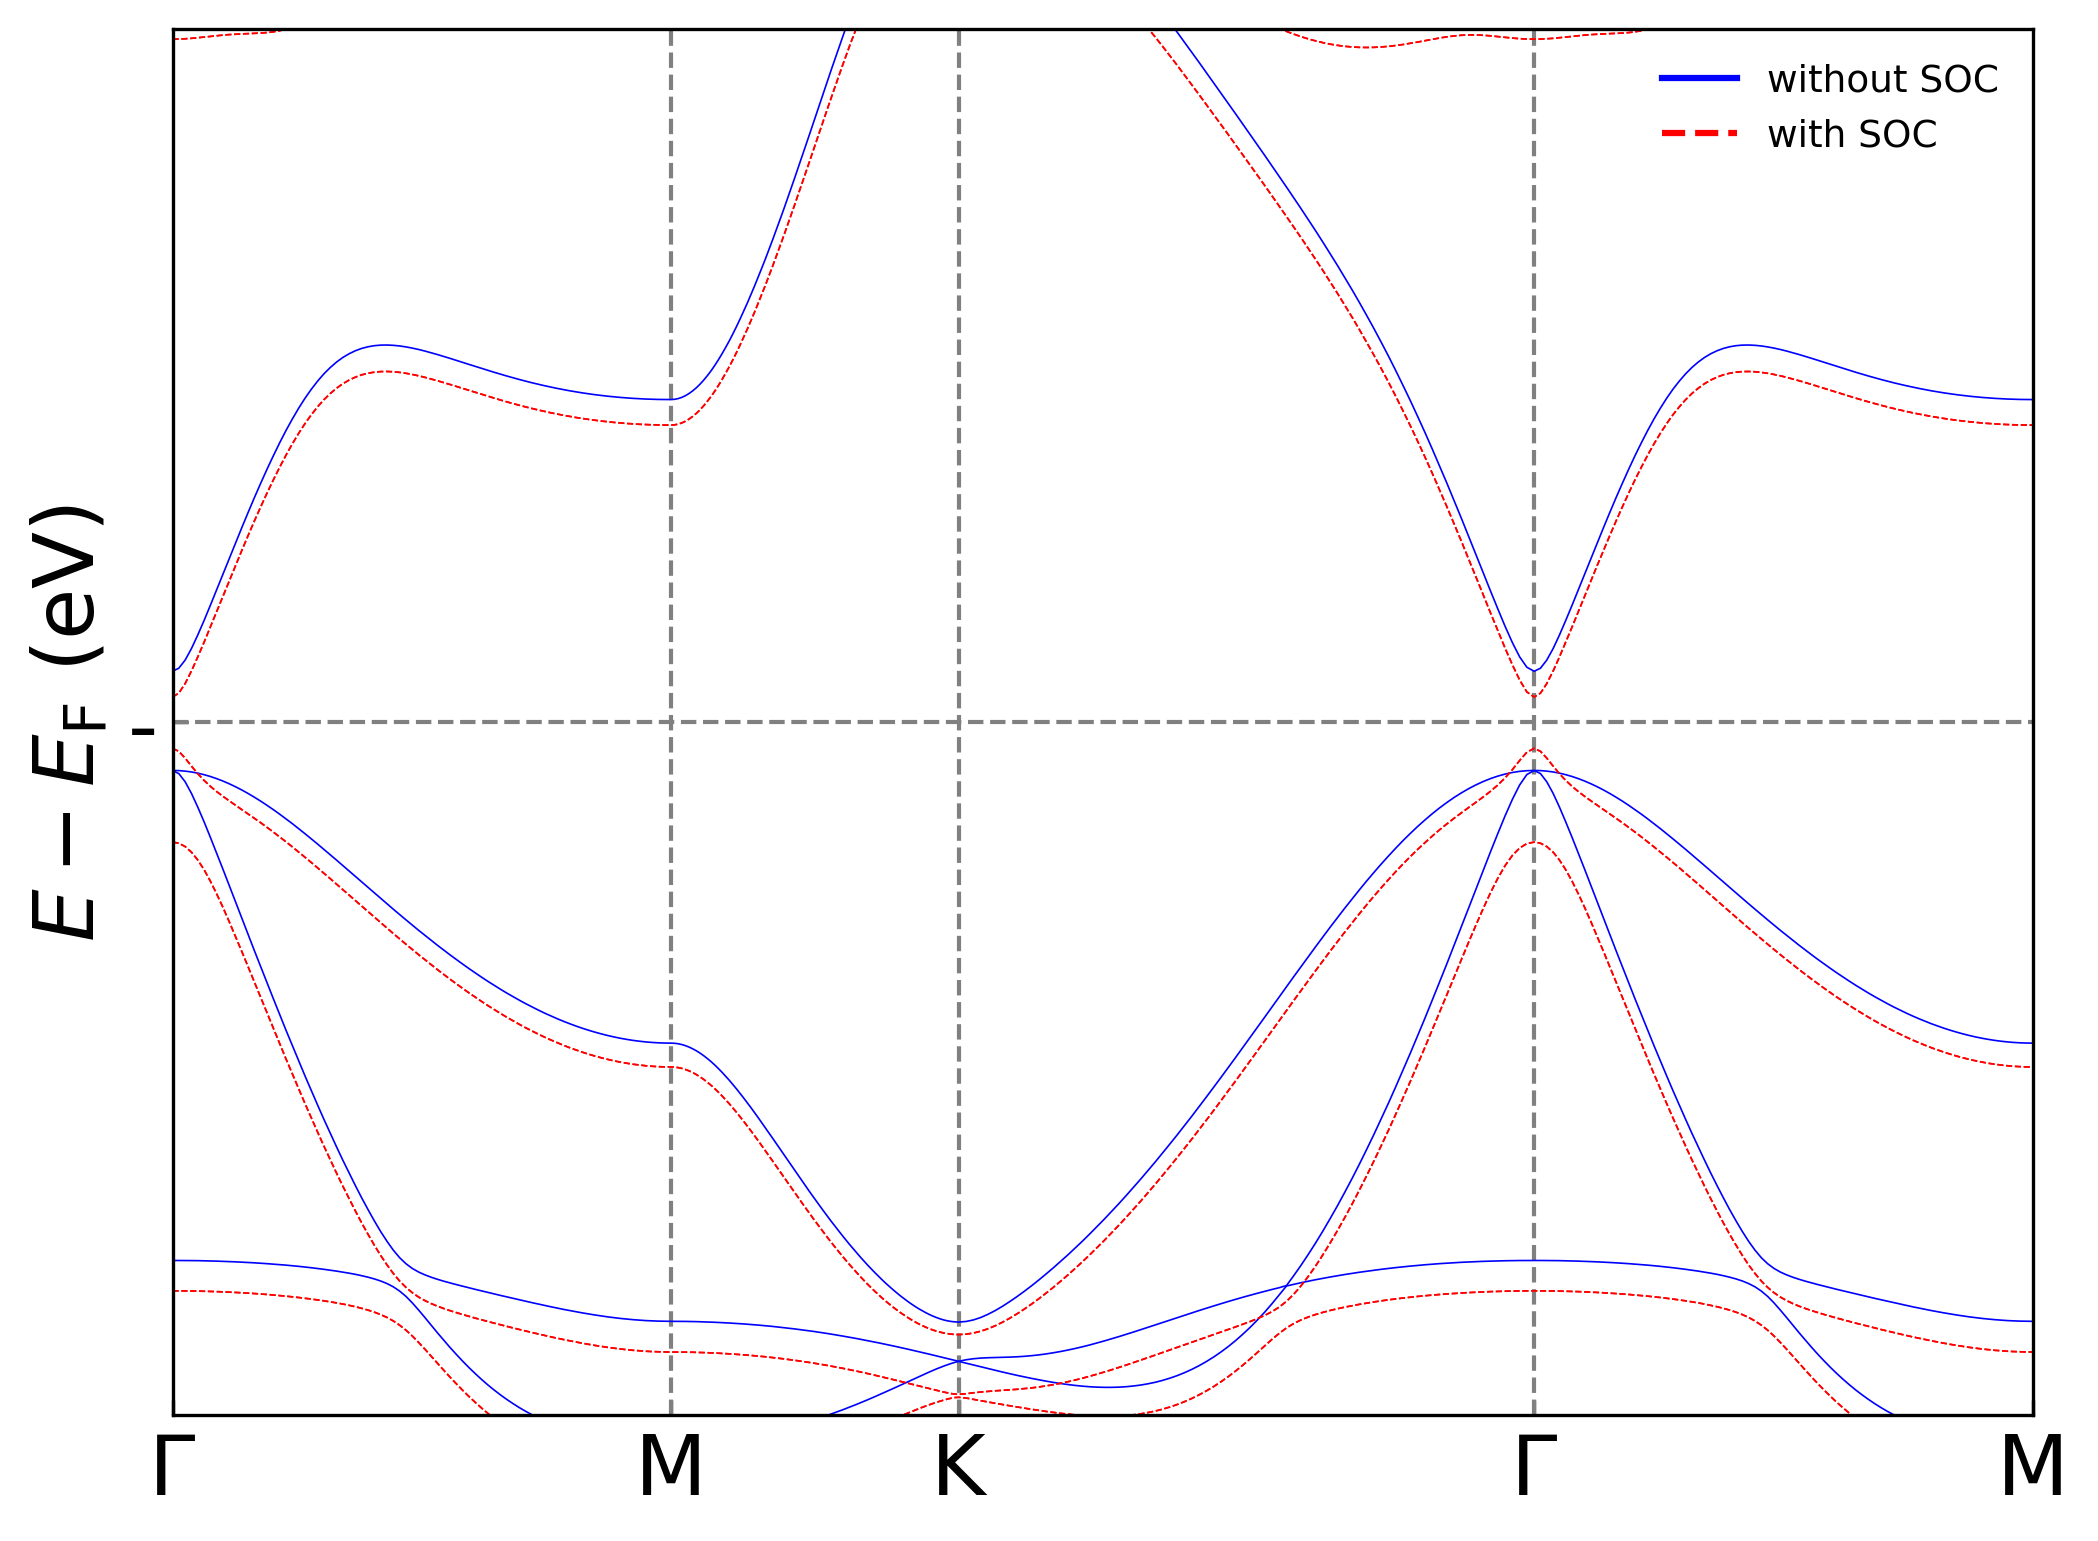 without SOC
with SOC
E − E_F (eV)
-
Γ M K Γ M